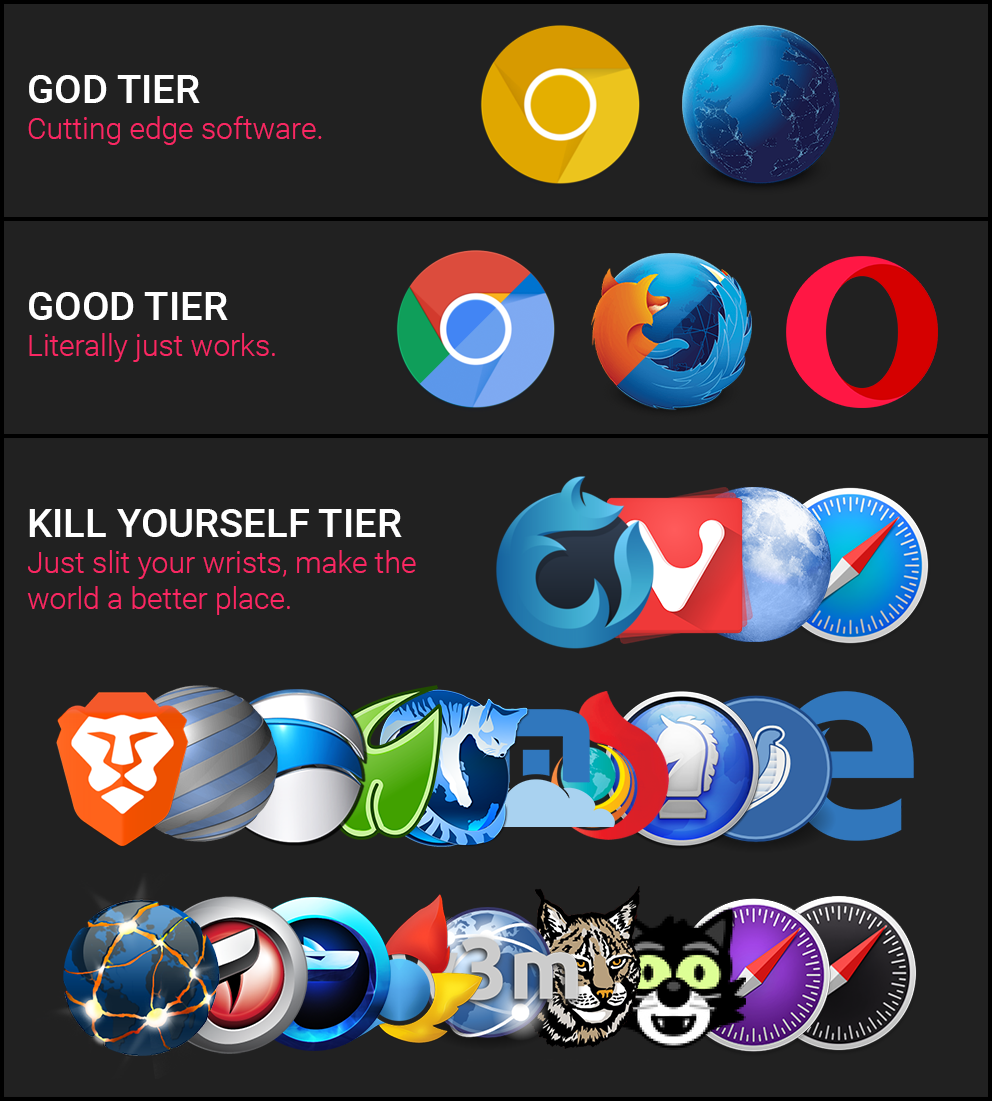 GOD TIER
Cutting edge software.
GOOD TIER
Literally just works.
KILL YOURSELF TIER
Just slit your wrists, make the
world a better place.
3m